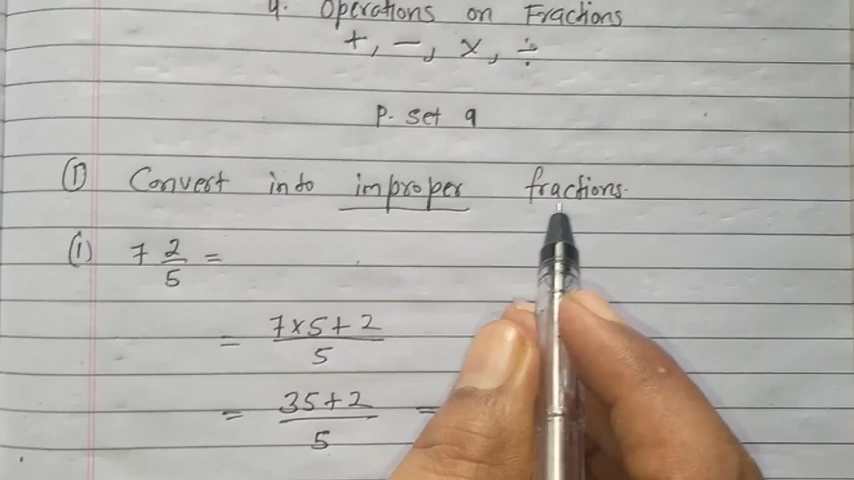 4. Operations on Fractions
+, -, ×, ÷
P. Set 9
(1) Convert into improper fractions.
(i) 7 2/5 =
= 7×5+2/5
= 35+2/5 =